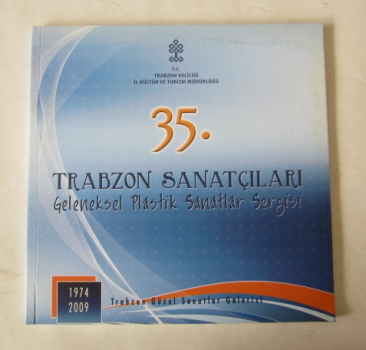 T.C.
TRABZON VALİLİĞİ
İL KÜLTÜR VE TURİZM MÜDÜRLÜĞÜ
35.
TRABZON SANATÇILARI
Geleneksel Plastik Sanatlar Sergisi
1974
2009
Trabzon Güzel Sanatlar Galerisi